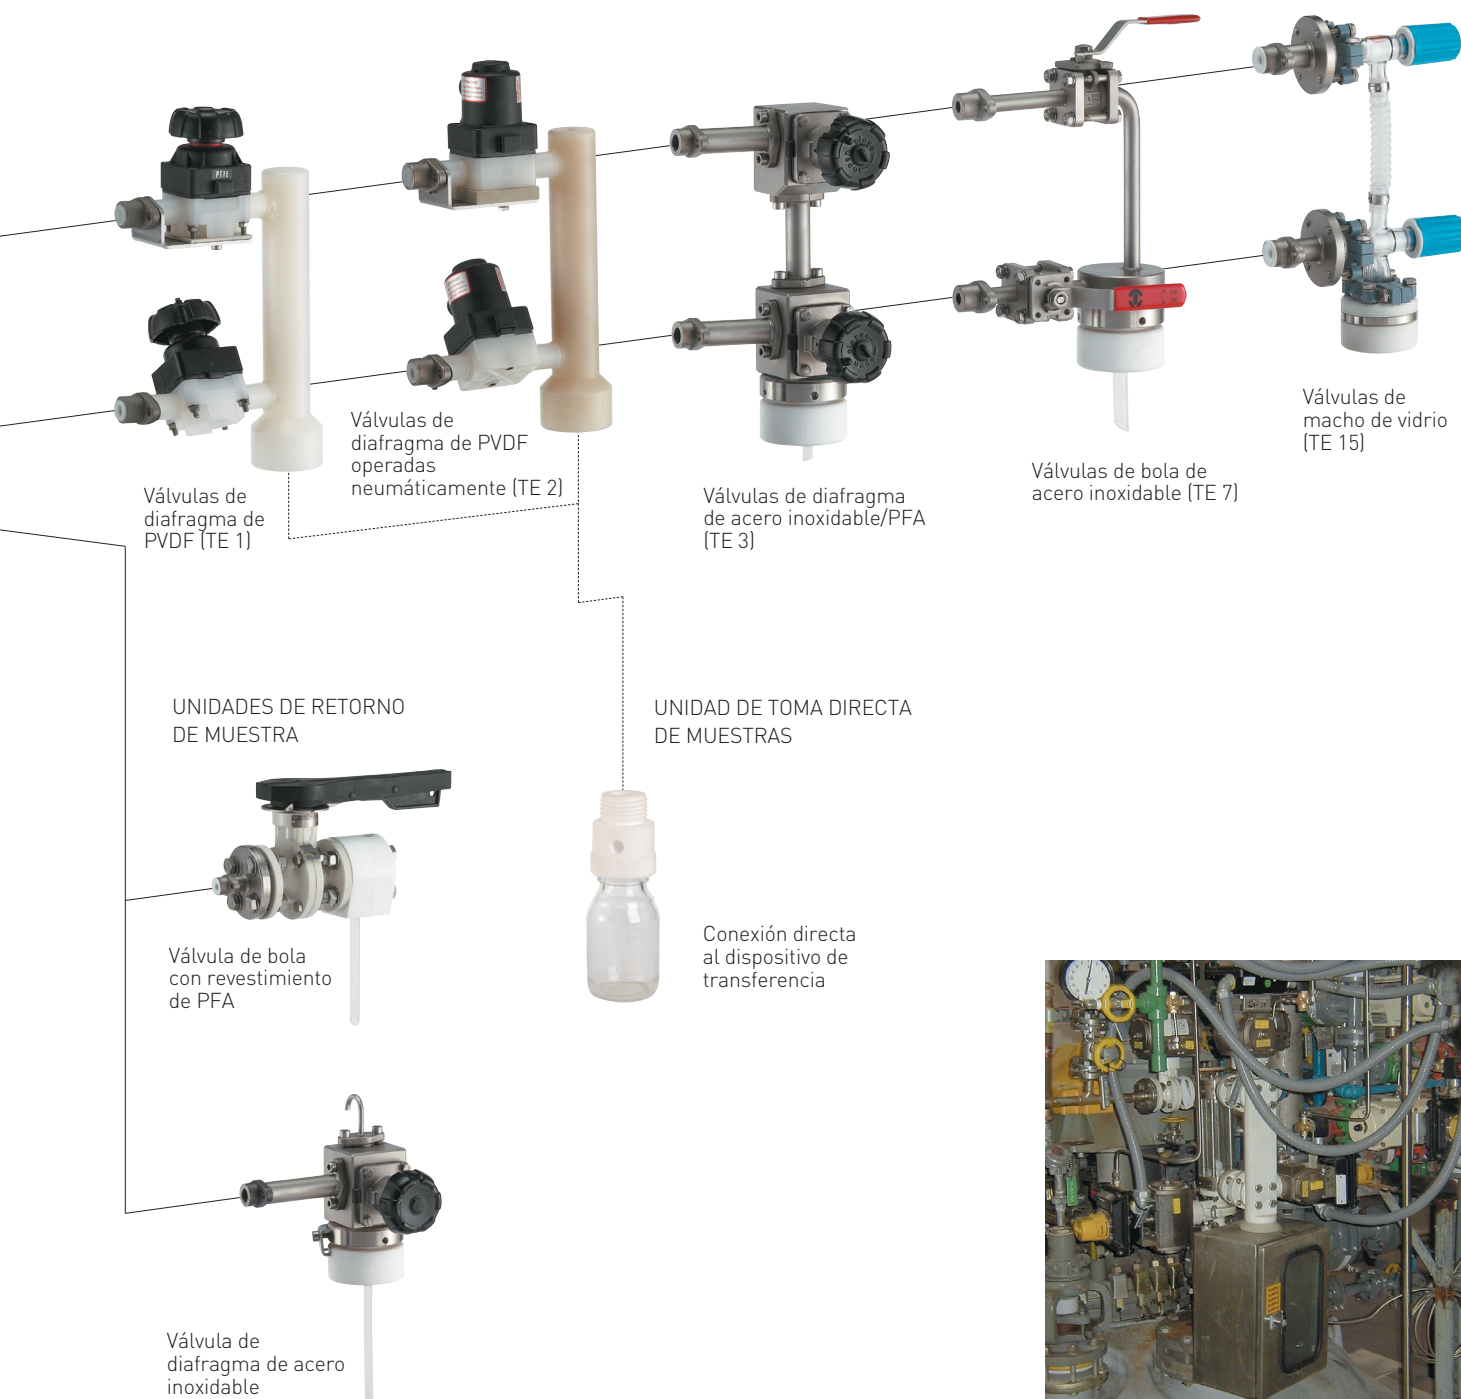 PTFE
Válvulas de
diafragma de
PVDF (TE 1)
Válvulas de
diafragma de PVDF
operadas
neumáticamente (TE 2)
Válvulas de diafragma
de acero inoxidable/PFA
(TE 3)
Válvulas de bola de
acero inoxidable (TE 7)
Válvulas de
macho de vidrio
(TE 15)
UNIDADES DE RETORNO
DE MUESTRA
Válvula de bola
con revestimiento
de PFA
Válvula de
diafragma de acero
inoxidable
UNIDAD DE TOMA DIRECTA
DE MUESTRAS
Conexión directa
al dispositivo de
transferencia